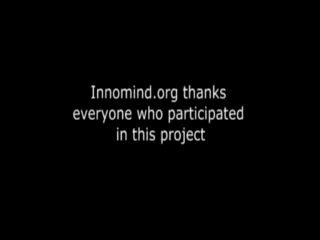 Innomind.org thanks
everyone who participated
in this project